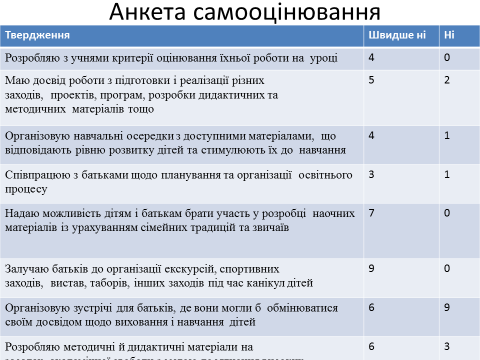 Анкета самооцінювання
Твердження Швидше ні Ні
Розробляю з учнями критерії оцінювання їхньої роботи на уроці 4 0
Маю досвід роботи з підготовки і реалізації різних 5 2
заходів, проектів, програм, розробки дидактичних та
методичних матеріалів тощо
Організовую навчальні осередки з доступними матеріалами, що 4 1
відповідають рівню розвитку дітей та стимулюють їх до навчання
Співпрацюю з батьками щодо планування та організації освітнього 3 1
процесу
Надаю можливість дітям і батькам брати участь у розробці наочних 7 0
матеріалів із урахуванням сімейних традицій та звичаїв
Залучаю батьків до організації екскурсій, спортивних 9 0
заходів, вистав, таборів, інших заходів під час канікул дітей
Організовую зустрічі для батьків, де вони могли б обмінюватися 6 9
своїм досвідом щодо виховання і навчання дітей
Розробляю методичні й дидактичні матеріали на 6 3